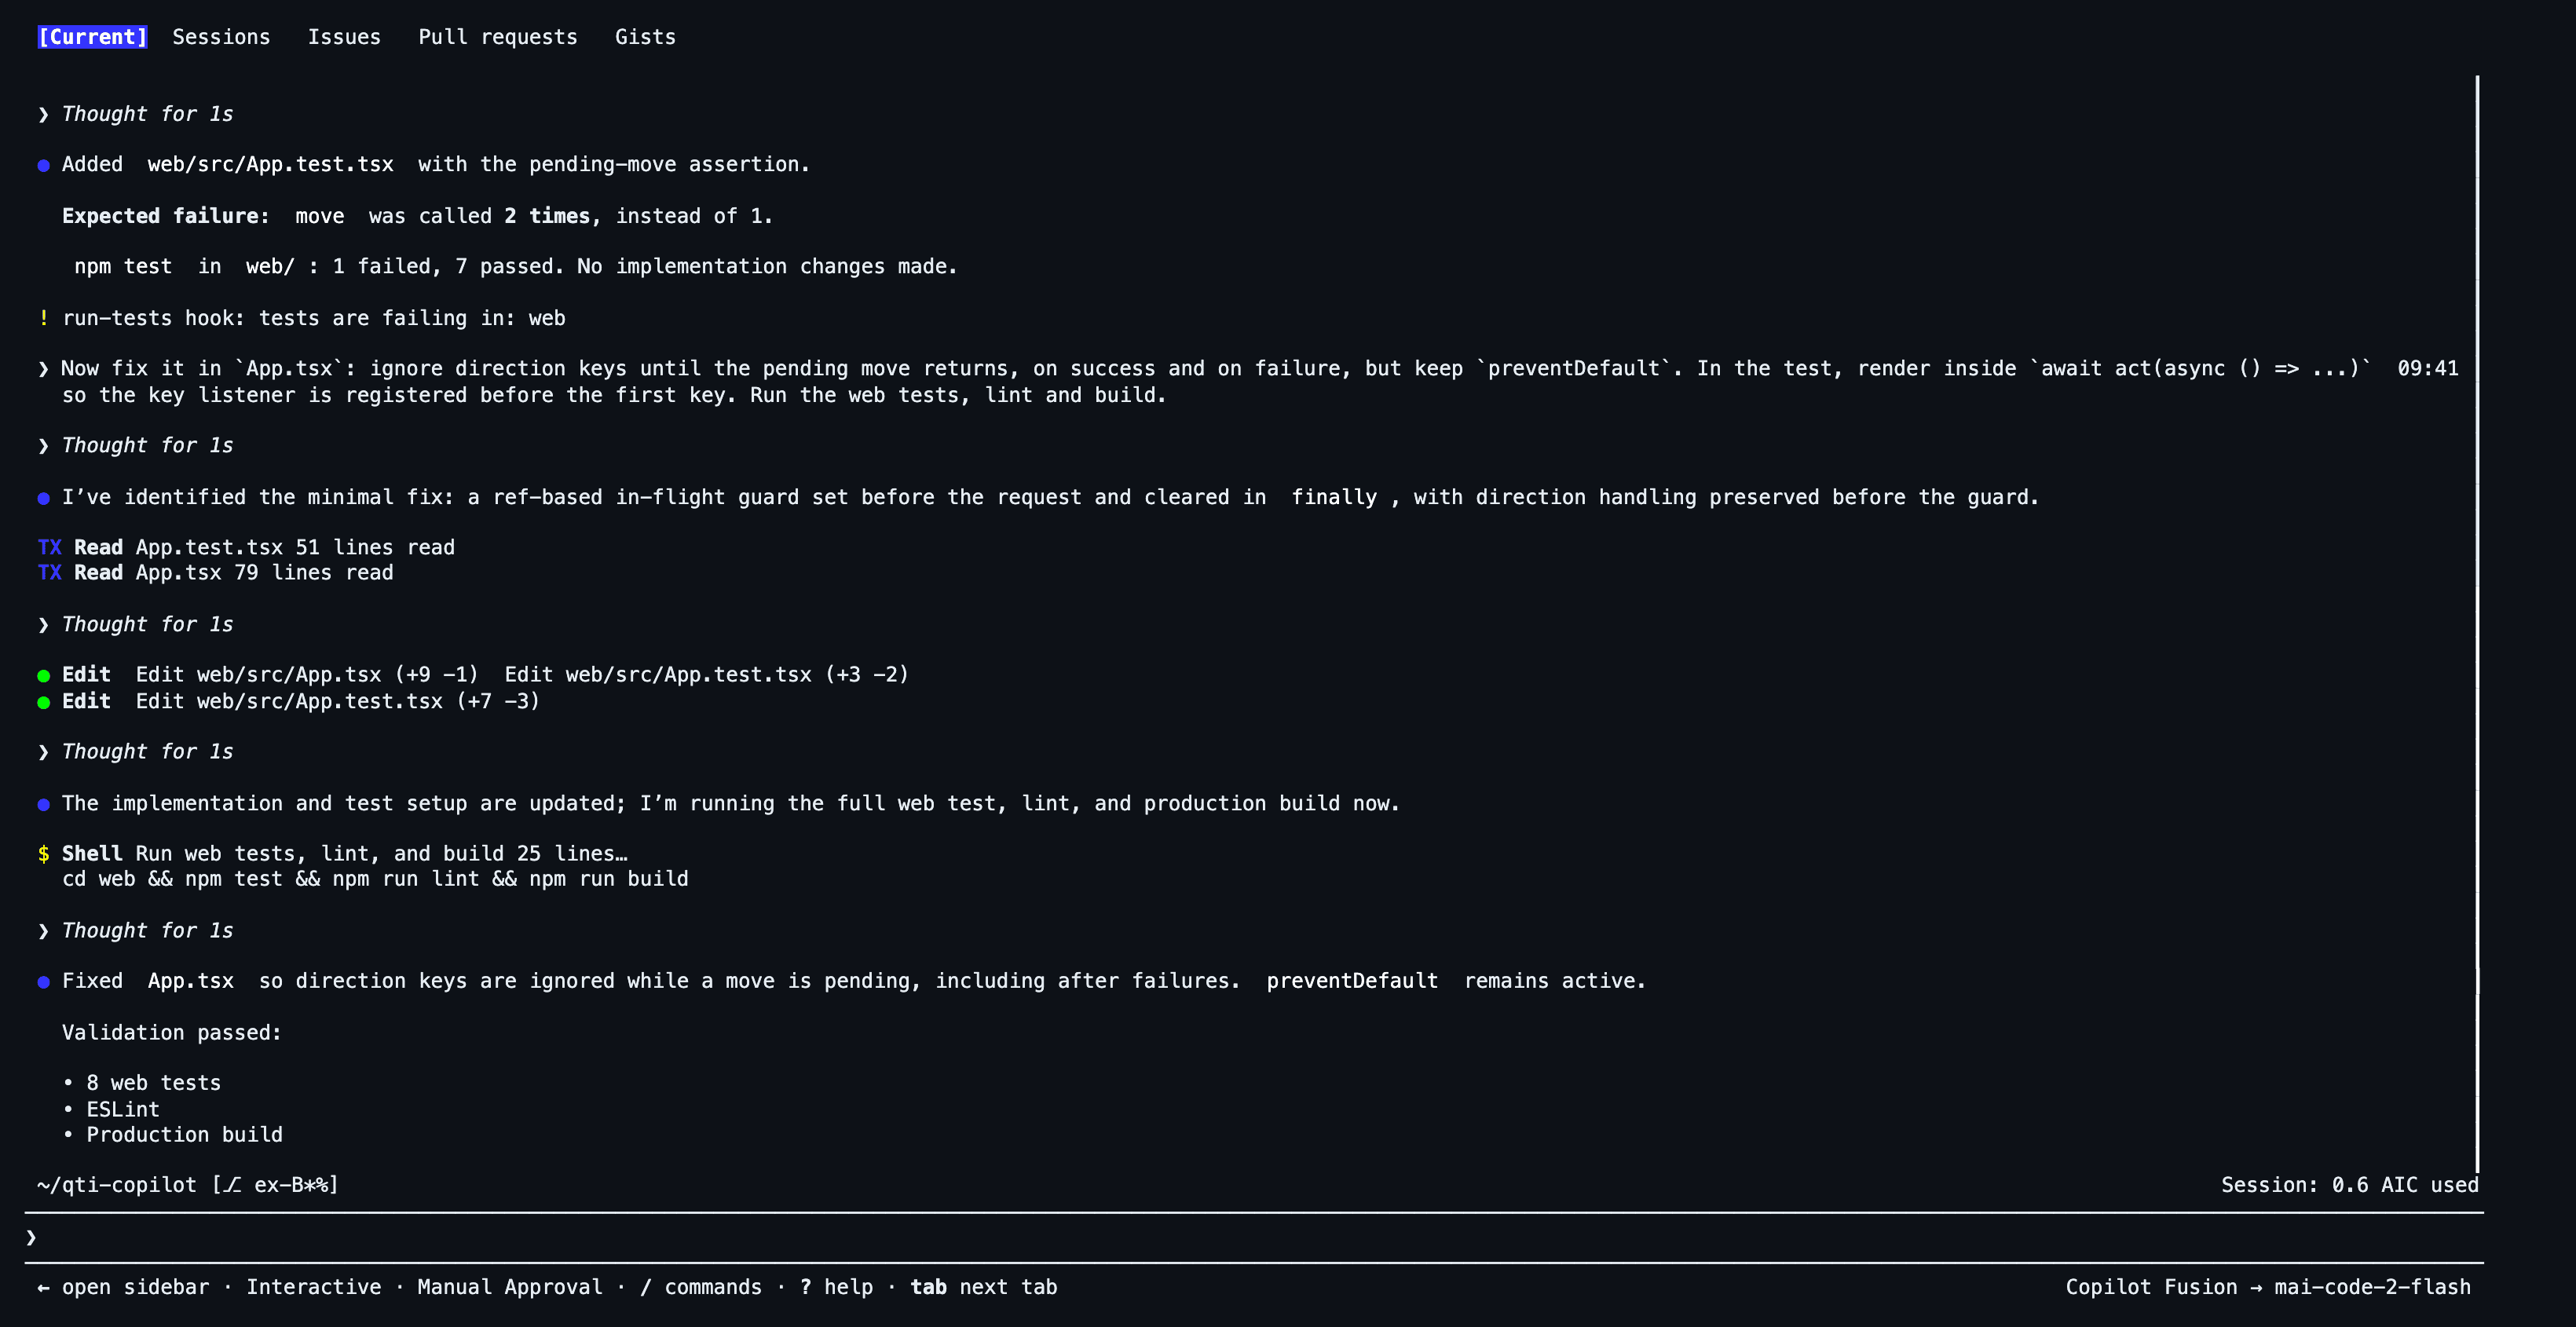 [Current] Sessions Issues Pull requests Gists
❯ Thought for 1s
● Added web/src/App.test.tsx with the pending-move assertion.
Expected failure: move was called 2 times, instead of 1.
npm test in web/ : 1 failed, 7 passed. No implementation changes made.
! run-tests hook: tests are failing in: web
❯ Now fix it in `App.tsx`: ignore direction keys until the pending move returns, on success and on failure, but keep `preventDefault`. In the test, render inside `await act(async () => ...)` 09:41
so the key listener is registered before the first key. Run the web tests, lint and build.
❯ Thought for 1s
● I’ve identified the minimal fix: a ref-based in-flight guard set before the request and cleared in finally , with direction handling preserved before the guard.
TX Read App.test.tsx 51 lines read
TX Read App.tsx 79 lines read
❯ Thought for 1s
● Edit Edit web/src/App.tsx (+9 -1) Edit web/src/App.test.tsx (+3 -2)
● Edit Edit web/src/App.test.tsx (+7 -3)
❯ Thought for 1s
● The implementation and test setup are updated; I’m running the full web test, lint, and production build now.
$ Shell Run web tests, lint, and build 25 lines…
cd web && npm test && npm run lint && npm run build
❯ Thought for 1s
● Fixed App.tsx so direction keys are ignored while a move is pending, including after failures. preventDefault remains active.
Validation passed:
• 8 web tests
• ESLint
• Production build
~/qti-copilot [⎇ ex-B*%] Session: 0.6 AIC used
❯
← open sidebar · Interactive · Manual Approval · / commands · ? help · tab next tab Copilot Fusion → mai-code-2-flash